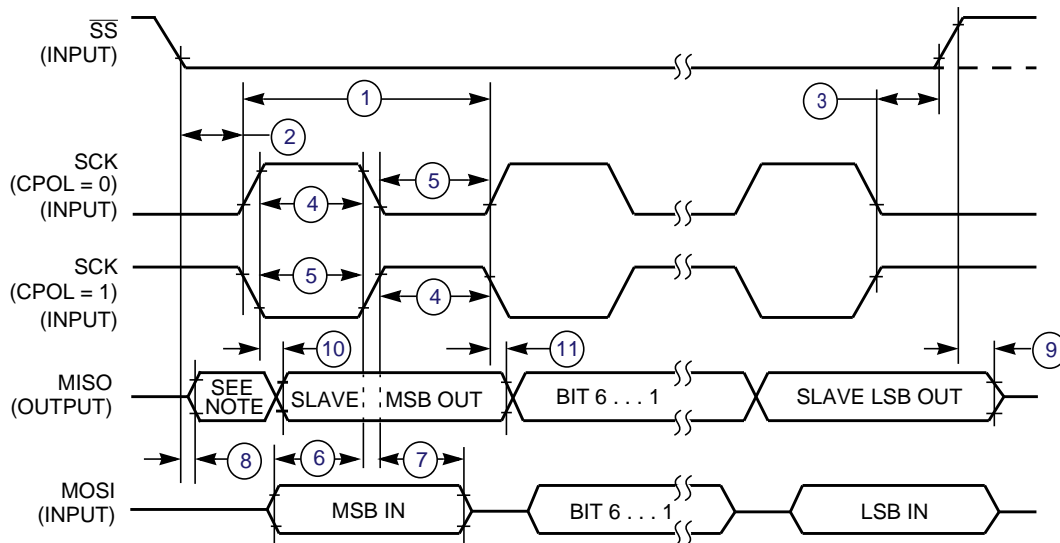 SS
(INPUT)
1
3
2
SCK
(CPOL = 0)
(INPUT)
5
4
SCK
(CPOL = 1)
(INPUT)
5
4
10
11
9
MISO
(OUTPUT)
SEE
NOTE
SLAVE
MSB OUT
BIT 6 . . . 1
SLAVE LSB OUT
8
6
7
MOSI
(INPUT)
MSB IN
BIT 6 . . . 1
LSB IN